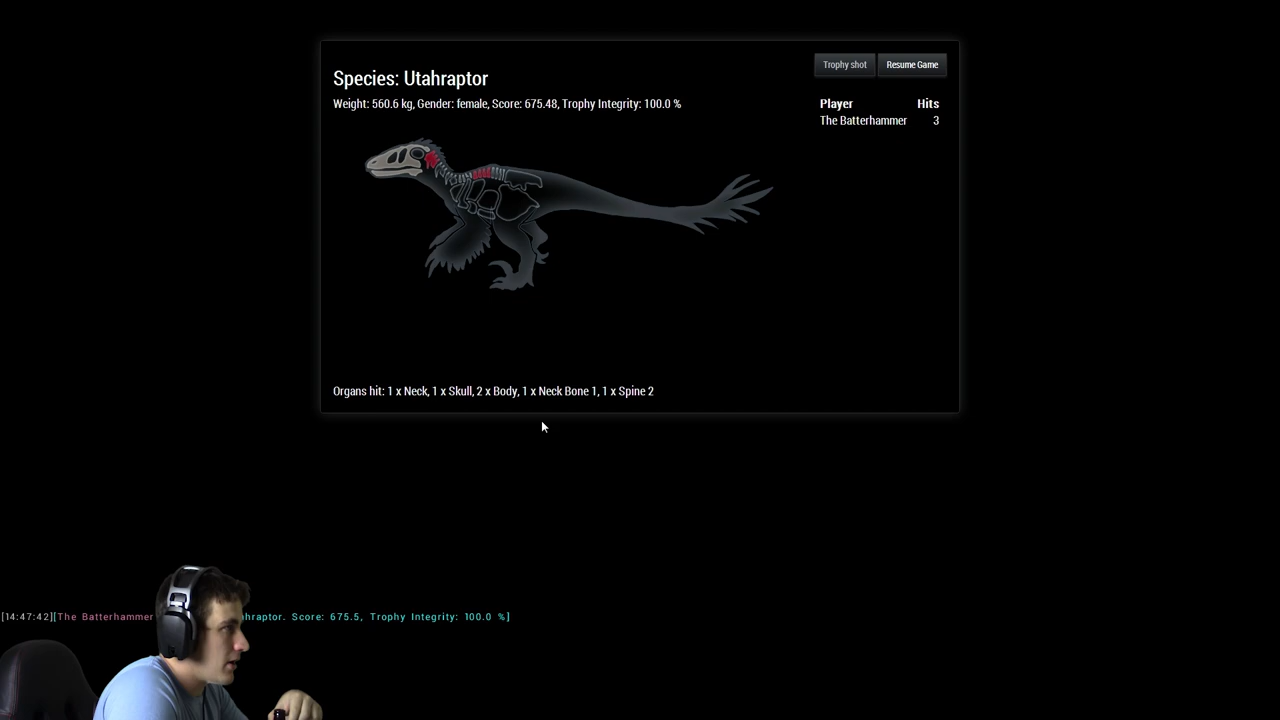 Trophy shot
Resume Game
Species: Utahraptor
Weight: 560.6 kg, Gender: female, Score: 675.48, Trophy Integrity: 100.0 %
Player Hits
The Batterhammer 3
Organs hit: 1 x Neck, 1 x Skull, 2 x Body, 1 x Neck Bone 1, 1 x Spine 2
[14:47:42][The Batterhammer Score: 675.5, Trophy Integrity: 100.0 %]